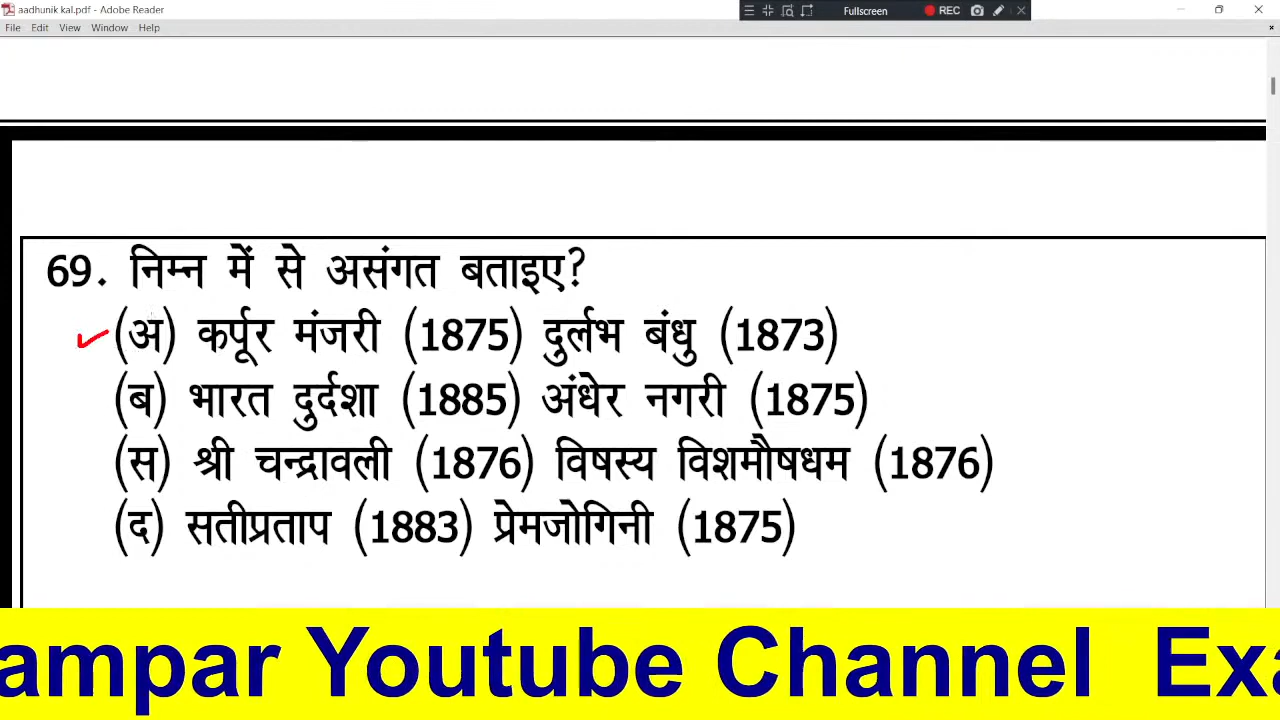 aadhunik kal.pdf - Adobe Reader
Fullscreen REC
File Edit View Window Help
69. निम्न में से असंगत बताइए?
(अ) कर्पूर मंजरी (1875) दुर्लभ बंधु (1873)
(ब) भारत दुर्दशा (1885) अंधेर नगरी (1875)
(स) श्री चन्द्रावली (1876) विषस्य विशमौषधम (1876)
(द) सतीप्रताप (1883) प्रेमजोगिनी (1875)
ampar Youtube Channel Exa